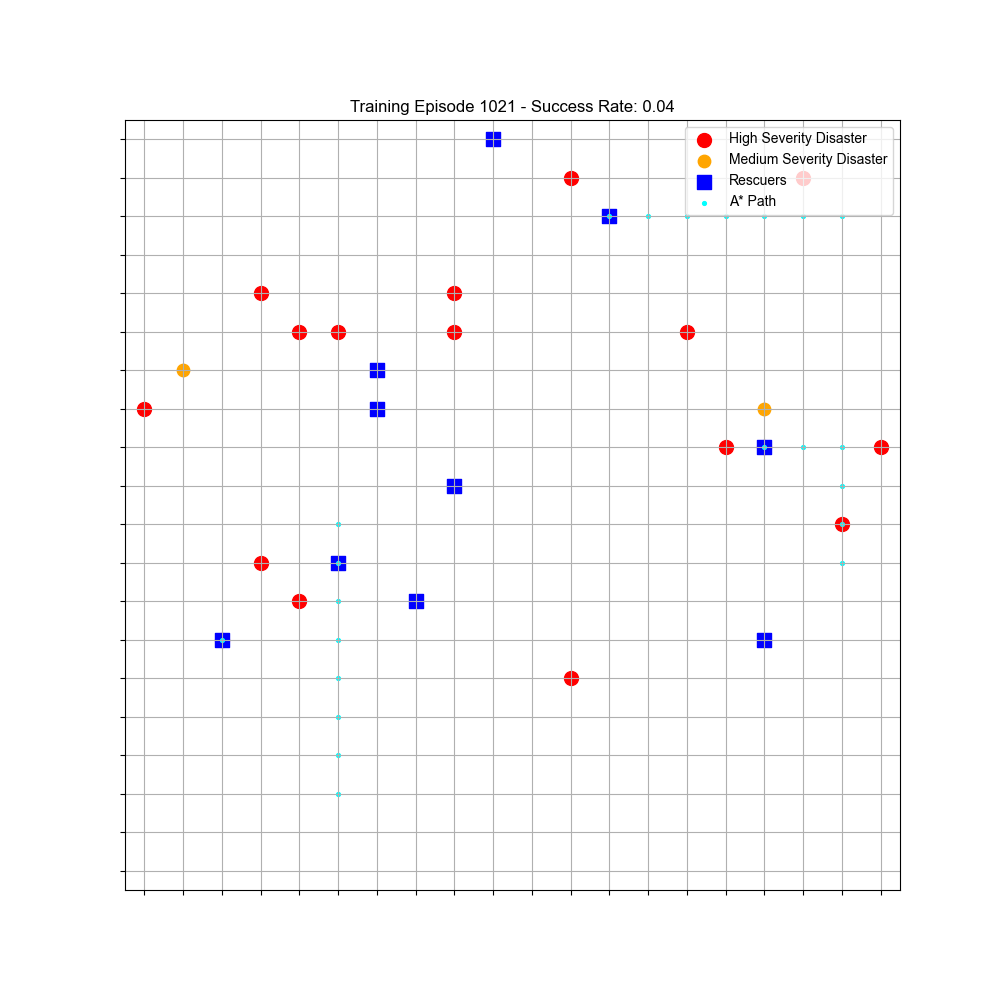 Training Episode 1021 - Success Rate: 0.04
High Severity Disaster
Medium Severity Disaster
Rescuers
A* Path